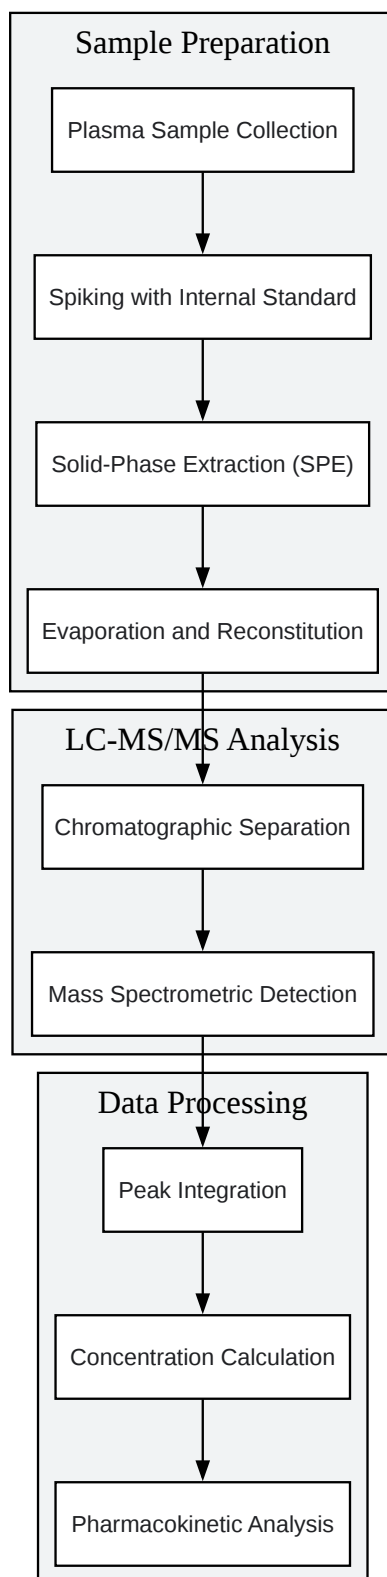 Sample Preparation
Plasma Sample Collection
Spiking with Internal Standard
Solid-Phase Extraction (SPE)
Evaporation and Reconstitution
LC-MS/MS Analysis
Chromatographic Separation
Mass Spectrometric Detection
Data Processing
Peak Integration
Concentration Calculation
Pharmacokinetic Analysis